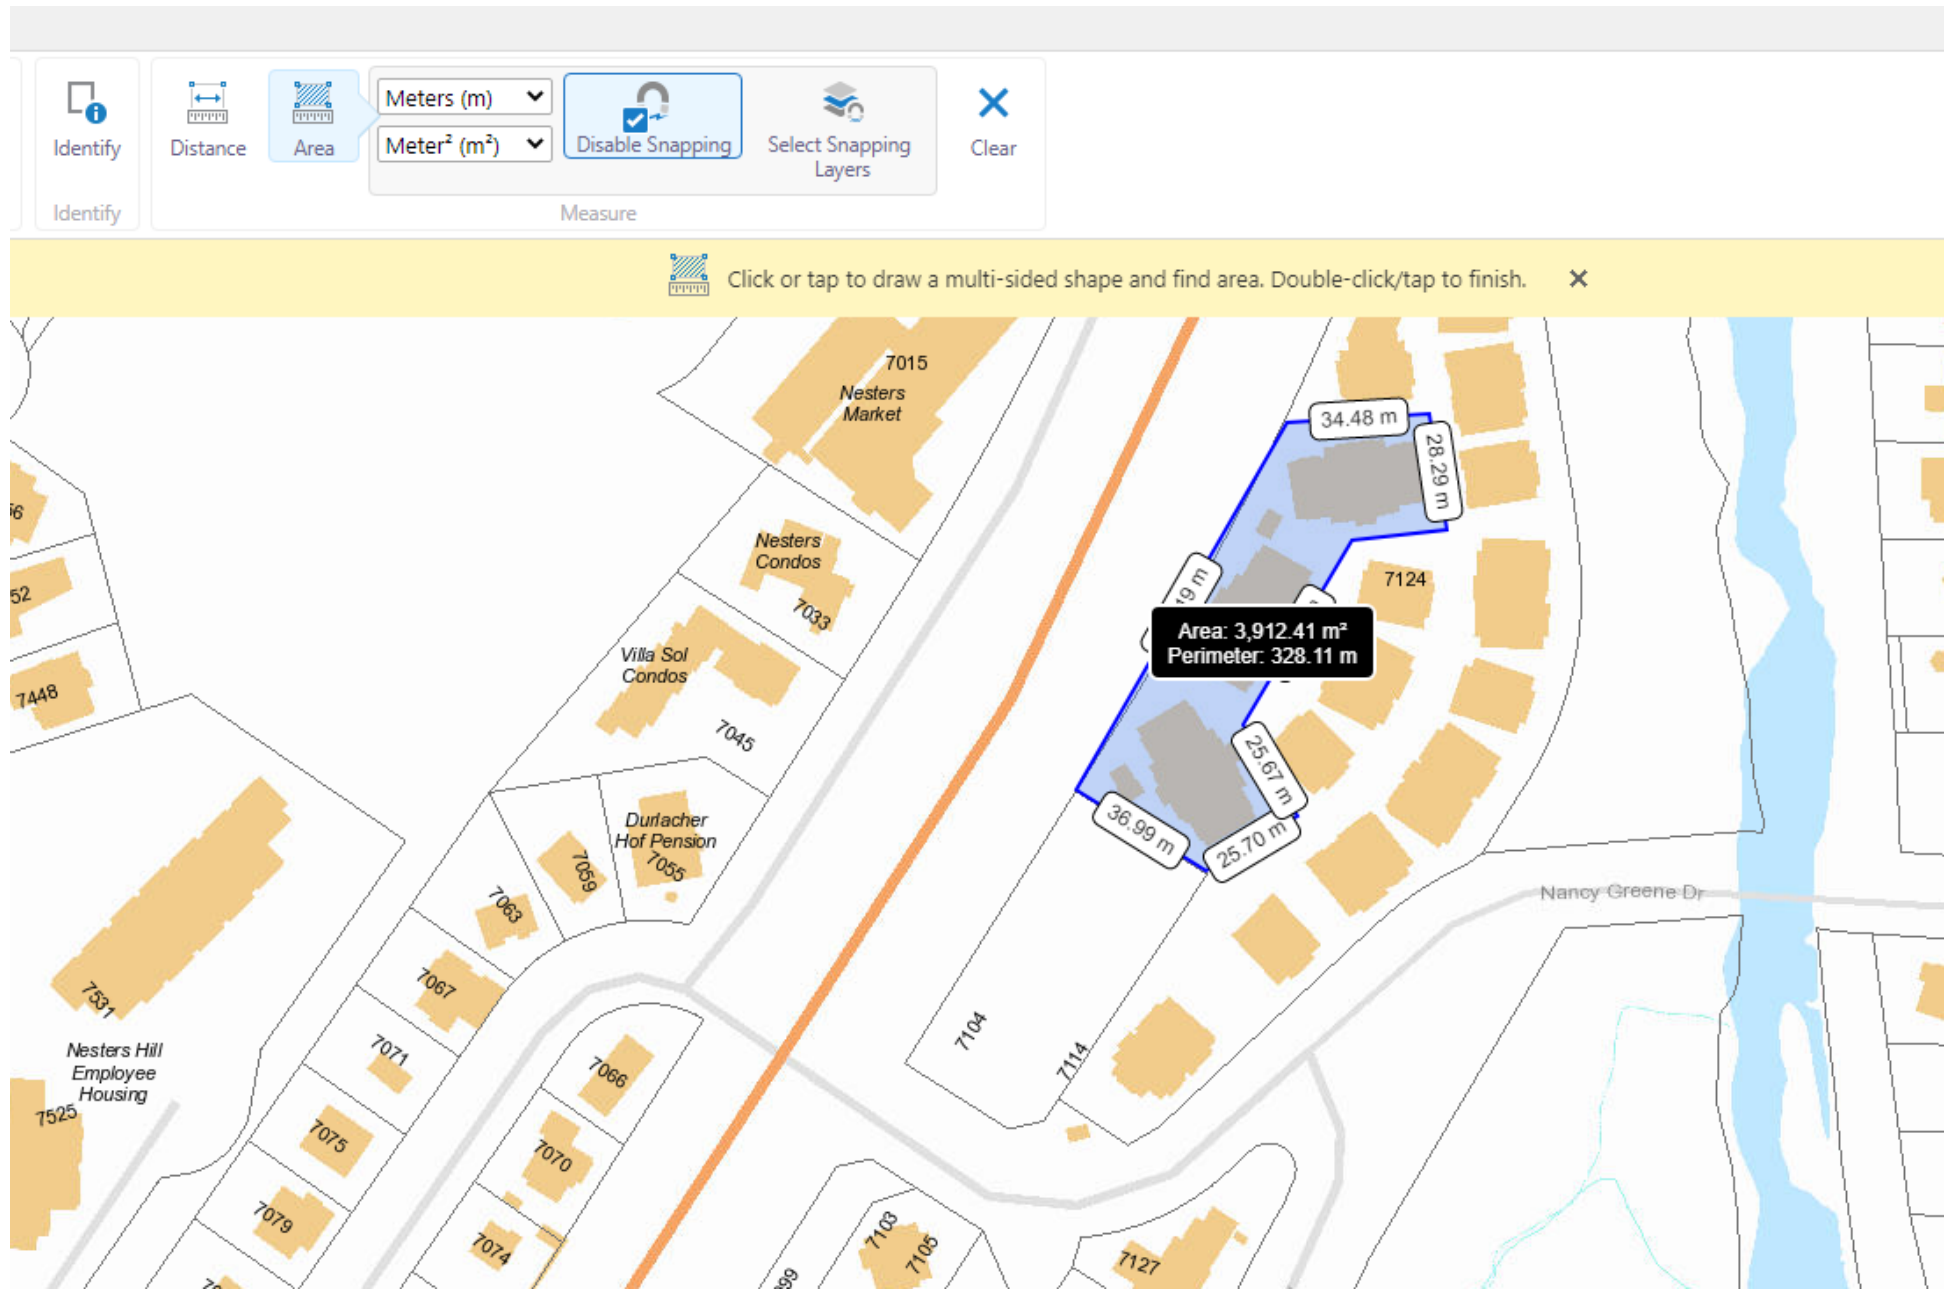 Identify
Distance
Area
Meters (m)
Meter² (m²)
Disable Snapping
Select Snapping
Layers
Clear
Identify
Measure
Click or tap to draw a multi-sided shape and find area. Double-click/tap to finish.
7015
Nesters
Market
34.48 m
28.29 m
Nesters
Condos
7033
7124
52
19 m
Area: 3,912.41 m²
Perimeter: 328.11 m
Villa Sol
Condos
7448
7045
25.67 m
36.99 m
25.70 m
Durlacher
Hof Pension
7055
7059
7063
Nancy Greene Dr
7067
7531
7104
7114
7071
7066
Nesters Hill
Employee
Housing
7525
7075
7070
7079
7074
7103
7105
7127